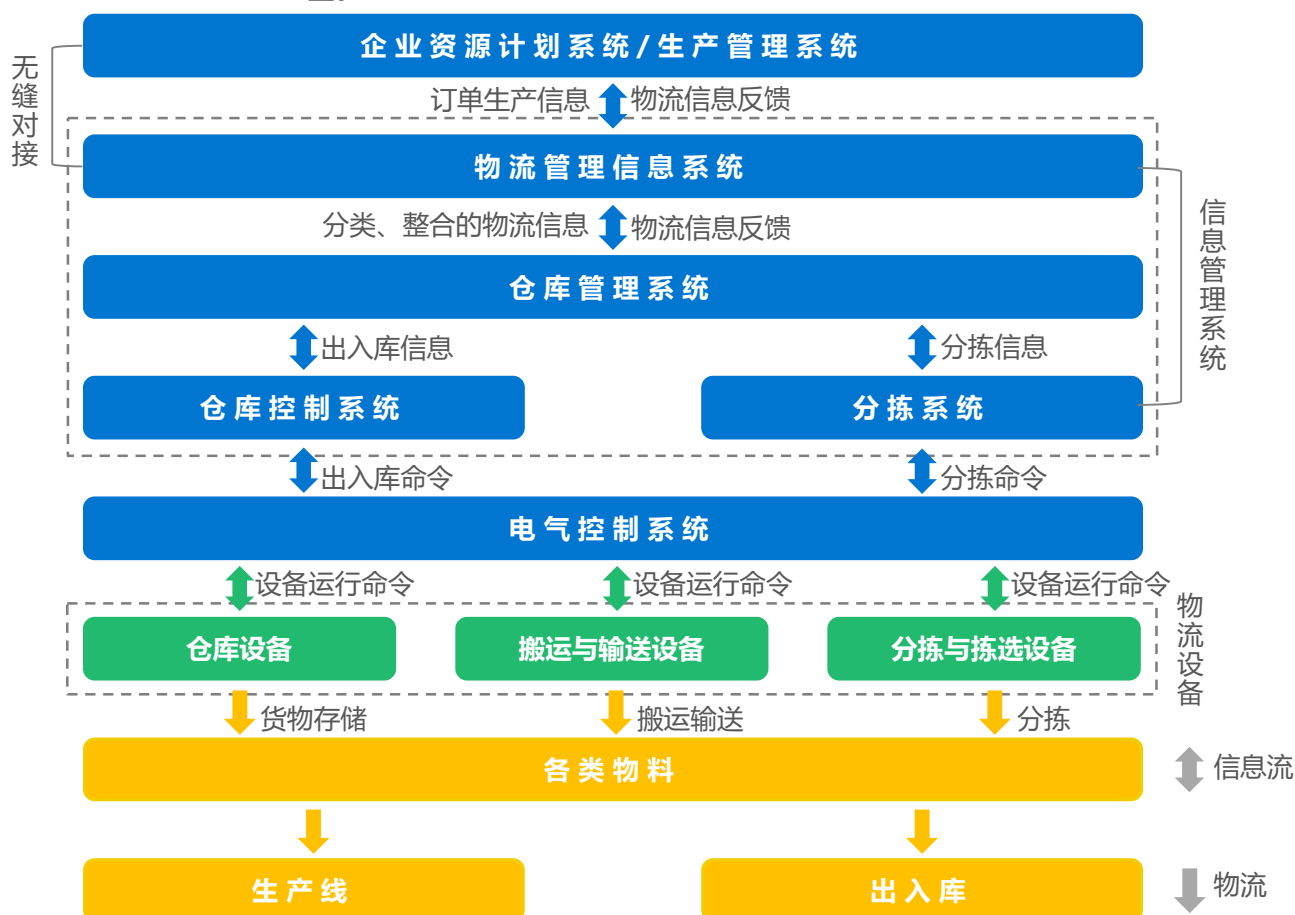 企业资源计划系统/生产管理系统
无缝对接
订单生产信息 物流信息反馈
物流管理信息系统
分类、整合的物流信息 物流信息反馈
信息管理系统
仓库管理系统
出入库信息 分拣信息
仓库控制系统 分拣系统
出入库命令 分拣命令
电气控制系统
设备运行命令 设备运行命令 设备运行命令
物流设备
仓库设备 搬运与输送设备 分拣与拣选设备
货物存储 搬运输送 分拣
各类物料
信息流
生产线 出入库
物流